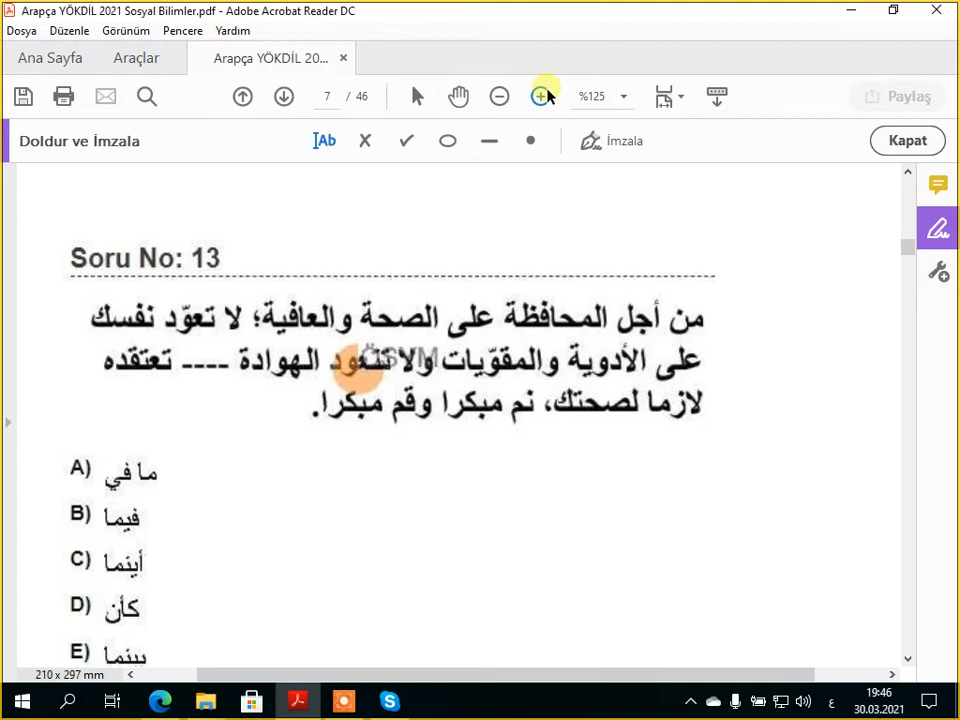 Arapça YÖKDİL 2021 Sosyal Bilimler.pdf - Adobe Acrobat Reader DC
Dosya Düzenle Görünüm Pencere Yardım
Ana Sayfa Araçlar Arapça YÖKDİL 20... ×
7 / 46 %125 Paylaş
Doldur ve İmzala Ab İmzala Kapat
Soru No: 13
من أجل المحافظة على الصحة والعافية؛ لا تعوّد نفسك
على الأدوية والمقوّيات ولا تتعود الهوادة ---- تعتقده
ÖSYM
لازما لصحتك، نم مبكرا وقم مبكرا.
A) ما في
B) فيما
C) أينما
D) كأن
E) بينما
210 x 297 mm
ع 19:46
30.03.2021